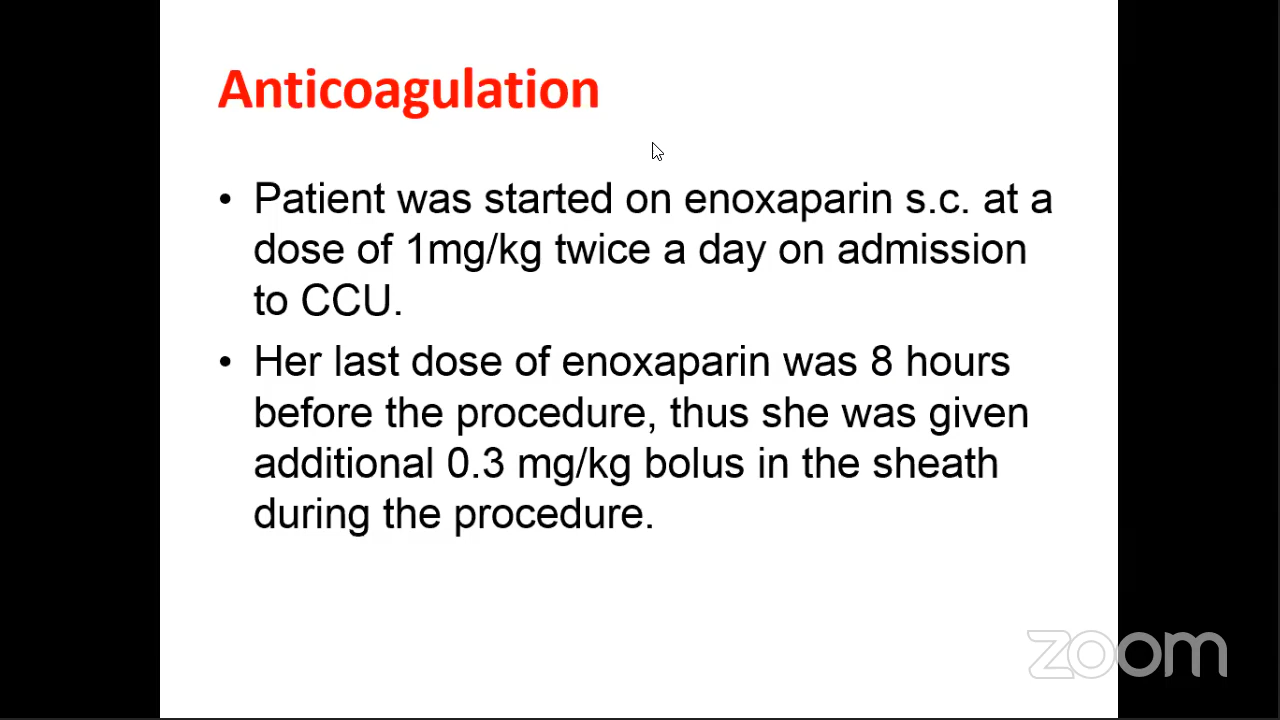 Anticoagulation
• Patient was started on enoxaparin s.c. at a
dose of 1mg/kg twice a day on admission
to CCU.
• Her last dose of enoxaparin was 8 hours
before the procedure, thus she was given
additional 0.3 mg/kg bolus in the sheath
during the procedure.
zoom